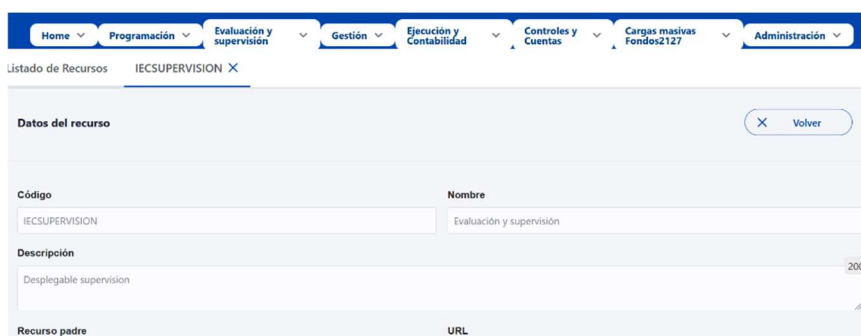 Home Programación Evaluación y supervisión Gestión Ejecución y Contabilidad Controles y Cuentas Cargas masivas Fondos2127 Administración
Listado de Recursos IECSUPERVISION
Datos del recurso Volver
Código Nombre
IECSUPERVISION Evaluación y supervisión
Descripción
200
Desplegable supervision
Recurso padre URL